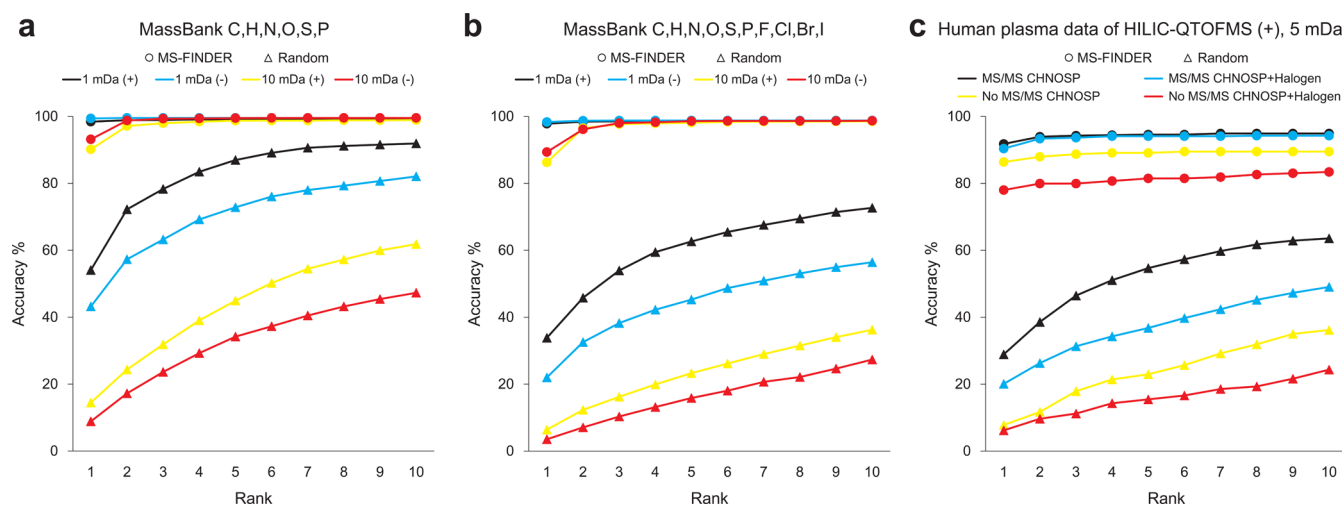 a
MassBank C,H,N,O,S,P
MS-FINDER Random
1 mDa (+) 1 mDa (-) 10 mDa (+) 10 mDa (-)
100
80
60
40
20
0
Accuracy %
1 2 3 4 5 6 7 8 9 10
Rank
b
MassBank C,H,N,O,S,P,F,Cl,Br,I
MS-FINDER Random
1 mDa (+) 1 mDa (-) 10 mDa (+) 10 mDa (-)
100
80
60
40
20
0
Accuracy %
1 2 3 4 5 6 7 8 9 10
Rank
c
Human plasma data of HILIC-QTOFMS (+), 5 mDa
MS-FINDER Random
MS/MS CHNOSP MS/MS CHNOSP+Halogen
No MS/MS CHNOSP No MS/MS CHNOSP+Halogen
100
80
60
40
20
0
Accuracy %
1 2 3 4 5 6 7 8 9 10
Rank